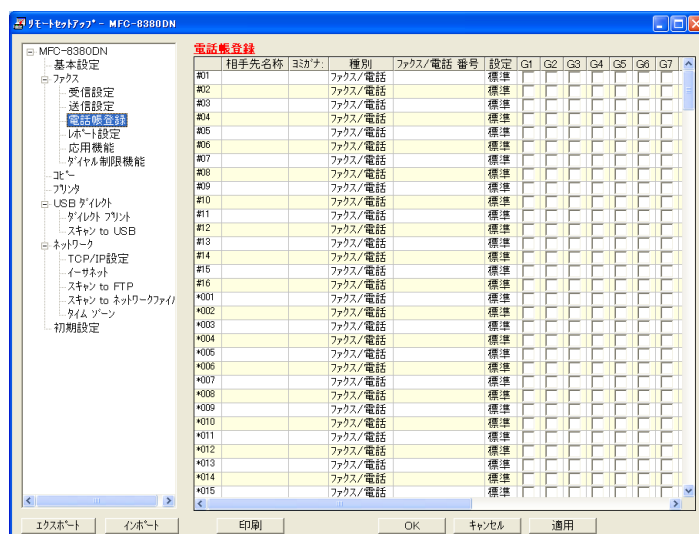 リモートセットアップ - MFC-8380DN
MFC-8380DN
基本設定
ファクス
受信設定
送信設定
電話帳登録
レポート設定
応用機能
ダイヤル制限機能
コピー
プリンタ
USB ダイレクト
ダイレクト プリント
スキャン to USB
ネットワーク
TCP/IP設定
イーサネット
スキャン to FTP
スキャン to ネットワークファイル
タイム ゾーン
初期設定
電話帳登録
相手先名称 ヨミガナ: 種別 ファクス/電話 番号 設定 G1 G2 G3 G4 G5 G6 G7
#01 ファクス/電話 標準
#02 ファクス/電話 標準
#03 ファクス/電話 標準
#04 ファクス/電話 標準
#05 ファクス/電話 標準
#06 ファクス/電話 標準
#07 ファクス/電話 標準
#08 ファクス/電話 標準
#09 ファクス/電話 標準
#10 ファクス/電話 標準
#11 ファクス/電話 標準
#12 ファクス/電話 標準
#13 ファクス/電話 標準
#14 ファクス/電話 標準
#15 ファクス/電話 標準
#16 ファクス/電話 標準
*001 ファクス/電話 標準
*002 ファクス/電話 標準
*003 ファクス/電話 標準
*004 ファクス/電話 標準
*005 ファクス/電話 標準
*006 ファクス/電話 標準
*007 ファクス/電話 標準
*008 ファクス/電話 標準
*009 ファクス/電話 標準
*010 ファクス/電話 標準
*011 ファクス/電話 標準
*012 ファクス/電話 標準
*013 ファクス/電話 標準
*014 ファクス/電話 標準
*015 ファクス/電話 標準
エクスポート インポート 印刷 OK キャンセル 適用